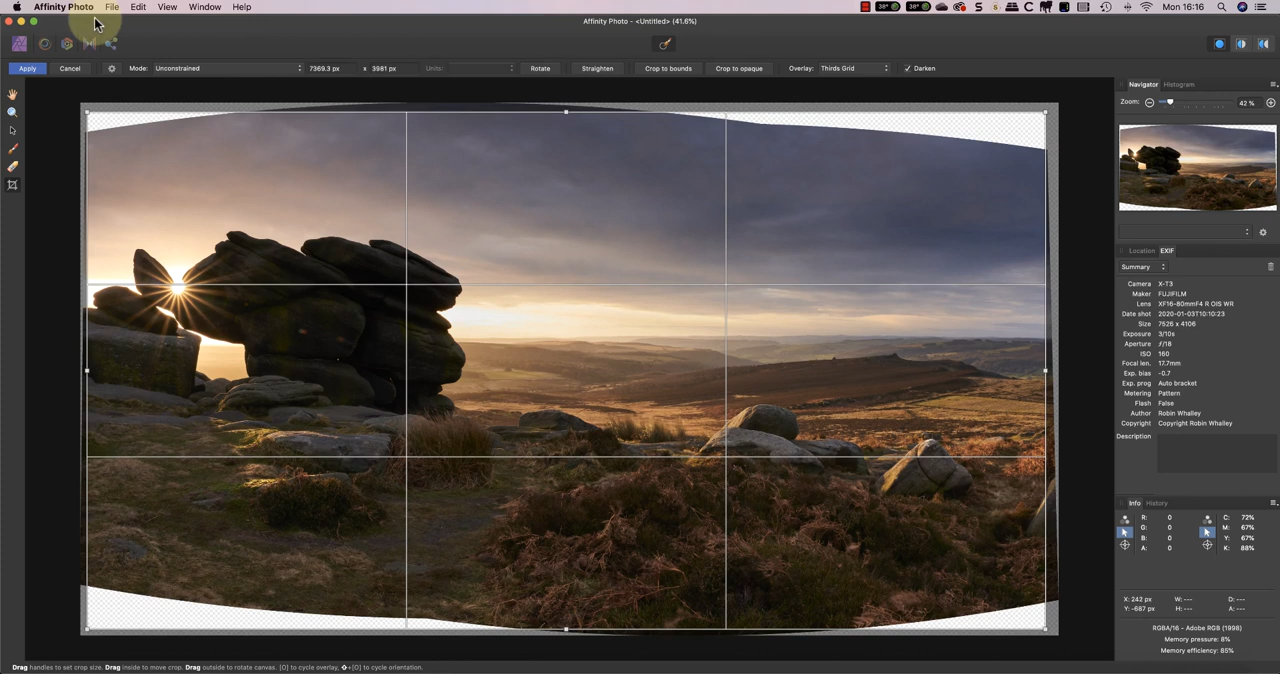 Affinity Photo File Edit View Window Help 38° 38° Mon 16:16
Affinity Photo - <Untitled> (41.6%)
Apply Cancel Mode: Unconstrained 7369.3 px x 3981 px Units: Rotate Straighten Crop to bounds Crop to opaque Overlay: Thirds Grid Darken
Navigator Histogram
Zoom: 42 %
Location EXIF
Summary
Camera X-T3
Maker FUJIFILM
Lens XF16-80mmF4 R OIS WR
Date shot 2020-01-03T10:10:23
Size 7526 x 4106
Exposure 3/10s
Aperture ƒ/18
ISO 160
Focal len. 17.7mm
Exp. bias -0.7
Exp. prog Auto bracket
Metering Pattern
Flash False
Author Robin Whalley
Copyright Copyright Robin Whalley
Description
Info History
R: 0 C: 72%
G: 0 M: 67%
B: 0 Y: 67%
A: 0 K: 88%
X: 242 px W: --- D: ---
Y: -687 px H: --- A: ---
RGBA/16 - Adobe RGB (1998)
Memory pressure: 8%
Memory efficiency: 85%
Drag handles to set crop size. Drag inside to move crop. Drag outside to rotate canvas. [O] to cycle overlay, ⇧+[O] to cycle orientation.